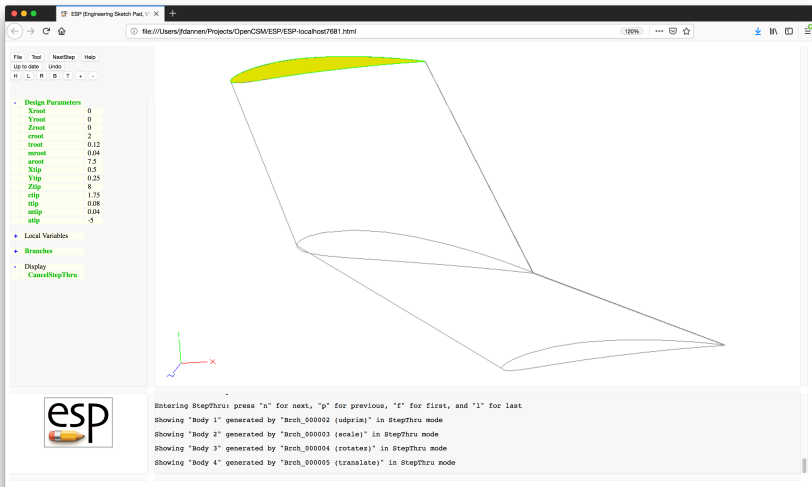 ESP (Engineering Sketch Pad, V1
file:///Users/jfdannen/Projects/OpenCSM/ESP/ESP-localhost7681.html
120%
File Tool NextStep Help
Up to date Undo
H L R B T + -
- Design Parameters
Xroot 0
Yroot 0
Zroot 0
croot 2
troot 0.12
mroot 0.04
aroot 7.5
Xtip 0.5
Ytip 0.25
Ztip 8
ctip 1.75
ttip 0.08
mtip 0.04
atip -5
+ Local Variables
+ Branches
- Display
CancelStepThru
X
esp
Entering StepThru: press "n" for next, "p" for previous, "f" for first, and "l" for last
Showing "Body 1" generated by "Brch_000002 (udprim)" in StepThru mode
Showing "Body 2" generated by "Brch_000003 (scale)" in StepThru mode
Showing "Body 3" generated by "Brch_000004 (rotatez)" in StepThru mode
Showing "Body 4" generated by "Brch_000005 (translate)" in StepThru mode